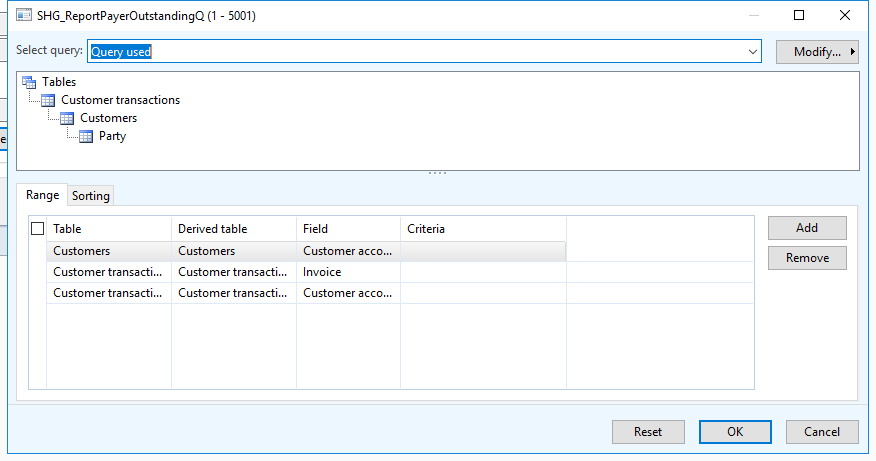 SHG_ReportPayerOutstandingQ (1 - 5001)
Select query: Query used Modify...
Tables
Customer transactions
Customers
Party
Range Sorting
Table Derived table Field Criteria
Customers Customers Customer acco...
Customer transacti... Customer transacti... Invoice
Customer transacti... Customer transacti... Customer acco...
Add
Remove
Reset OK Cancel